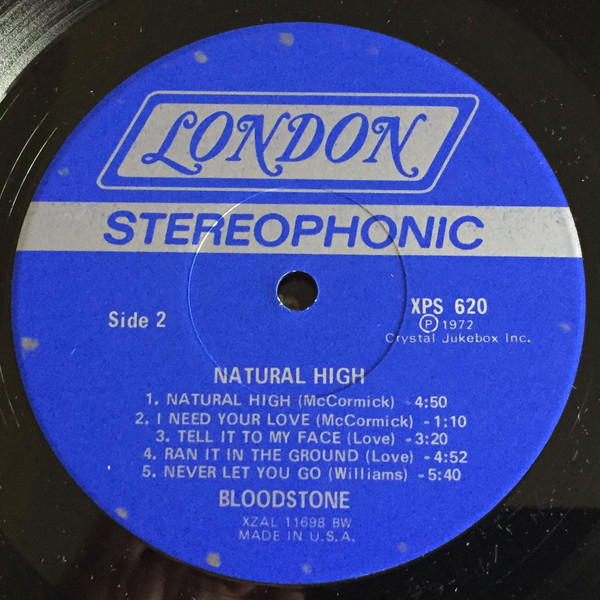 LONDON
STEREOPHONIC
Side 2
XPS 620
Ⓟ 1972
Crystal Jukebox Inc.
NATURAL HIGH
1. NATURAL HIGH (McCormick) - 4:50
2. I NEED YOUR LOVE (McCormick) - 1:10
3. TELL IT TO MY FACE (Love) - 3:20
4. RAN IT IN THE GROUND (Love) - 4:52
5. NEVER LET YOU GO (Williams) - 5:40
BLOODSTONE
XZAL 11698 BW
MADE IN U.S.A.